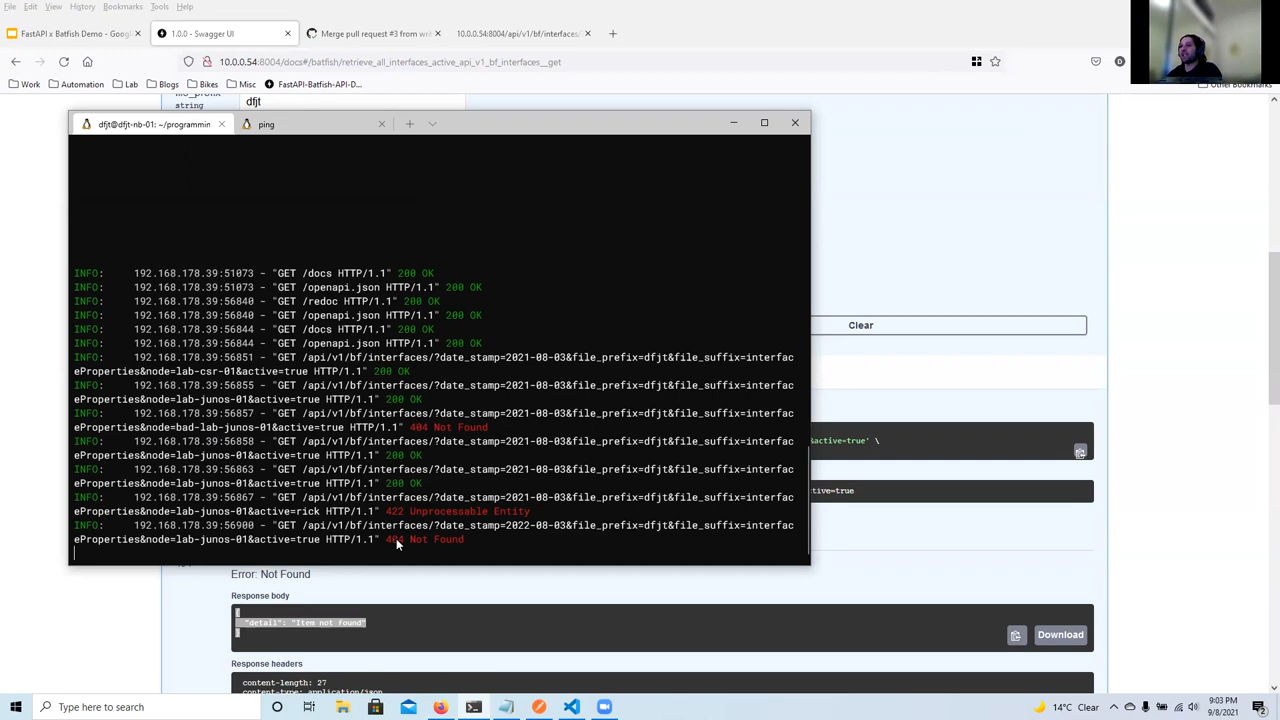 File Edit View History Bookmarks Tools Help
FastAPI x Batfish Demo - Goog
1.0.0 - Swagger UI
Merge pull request #3 from wri
10.0.0.54:8004/api/v1/bf/interfaces/
10.0.0.54:8004/docs#/batfish/retrieve_all_interfaces_active_api_v1_bf_interfaces__get
Work Automation Lab Blogs Bikes Misc FastAPI-Batfish-API-D...
Other Bookmarks
string
dfjt
dfjt@dfjt-nb-01: ~/programmin
ping
INFO: 192.168.178.39:51073 - "GET /docs HTTP/1.1" 200 OK
INFO: 192.168.178.39:51073 - "GET /openapi.json HTTP/1.1" 200 OK
INFO: 192.168.178.39:56840 - "GET /redoc HTTP/1.1" 200 OK
INFO: 192.168.178.39:56840 - "GET /openapi.json HTTP/1.1" 200 OK
INFO: 192.168.178.39:56844 - "GET /docs HTTP/1.1" 200 OK
INFO: 192.168.178.39:56844 - "GET /openapi.json HTTP/1.1" 200 OK
INFO: 192.168.178.39:56851 - "GET /api/v1/bf/interfaces/?date_stamp=2021-08-03&file_prefix=dfjt&file_suffix=interfac
eProperties&node=lab-csr-01&active=true HTTP/1.1" 200 OK
INFO: 192.168.178.39:56855 - "GET /api/v1/bf/interfaces/?date_stamp=2021-08-03&file_prefix=dfjt&file_suffix=interfac
eProperties&node=lab-junos-01&active=true HTTP/1.1" 200 OK
INFO: 192.168.178.39:56857 - "GET /api/v1/bf/interfaces/?date_stamp=2021-08-03&file_prefix=dfjt&file_suffix=interfac
eProperties&node=bad-lab-junos-01&active=true HTTP/1.1" 404 Not Found
INFO: 192.168.178.39:56858 - "GET /api/v1/bf/interfaces/?date_stamp=2021-08-03&file_prefix=dfjt&file_suffix=interfac
eProperties&node=lab-junos-01&active=true HTTP/1.1" 200 OK
INFO: 192.168.178.39:56863 - "GET /api/v1/bf/interfaces/?date_stamp=2021-08-03&file_prefix=dfjt&file_suffix=interfac
eProperties&node=lab-junos-01&active=true HTTP/1.1" 200 OK
INFO: 192.168.178.39:56867 - "GET /api/v1/bf/interfaces/?date_stamp=2021-08-03&file_prefix=dfjt&file_suffix=interfac
eProperties&node=lab-junos-01&active=rick HTTP/1.1" 422 Unprocessable Entity
INFO: 192.168.178.39:56900 - "GET /api/v1/bf/interfaces/?date_stamp=2022-08-03&file_prefix=dfjt&file_suffix=interfac
eProperties&node=lab-junos-01&active=true HTTP/1.1" 404 Not Found
Clear
&active=true' \
ctive=true
Error: Not Found
Response body
{
"detail": "Item not found"
}
Download
Response headers
content-length: 27
content-type: application/json
Type here to search
14°C Clear
9:03 PM
9/8/2021